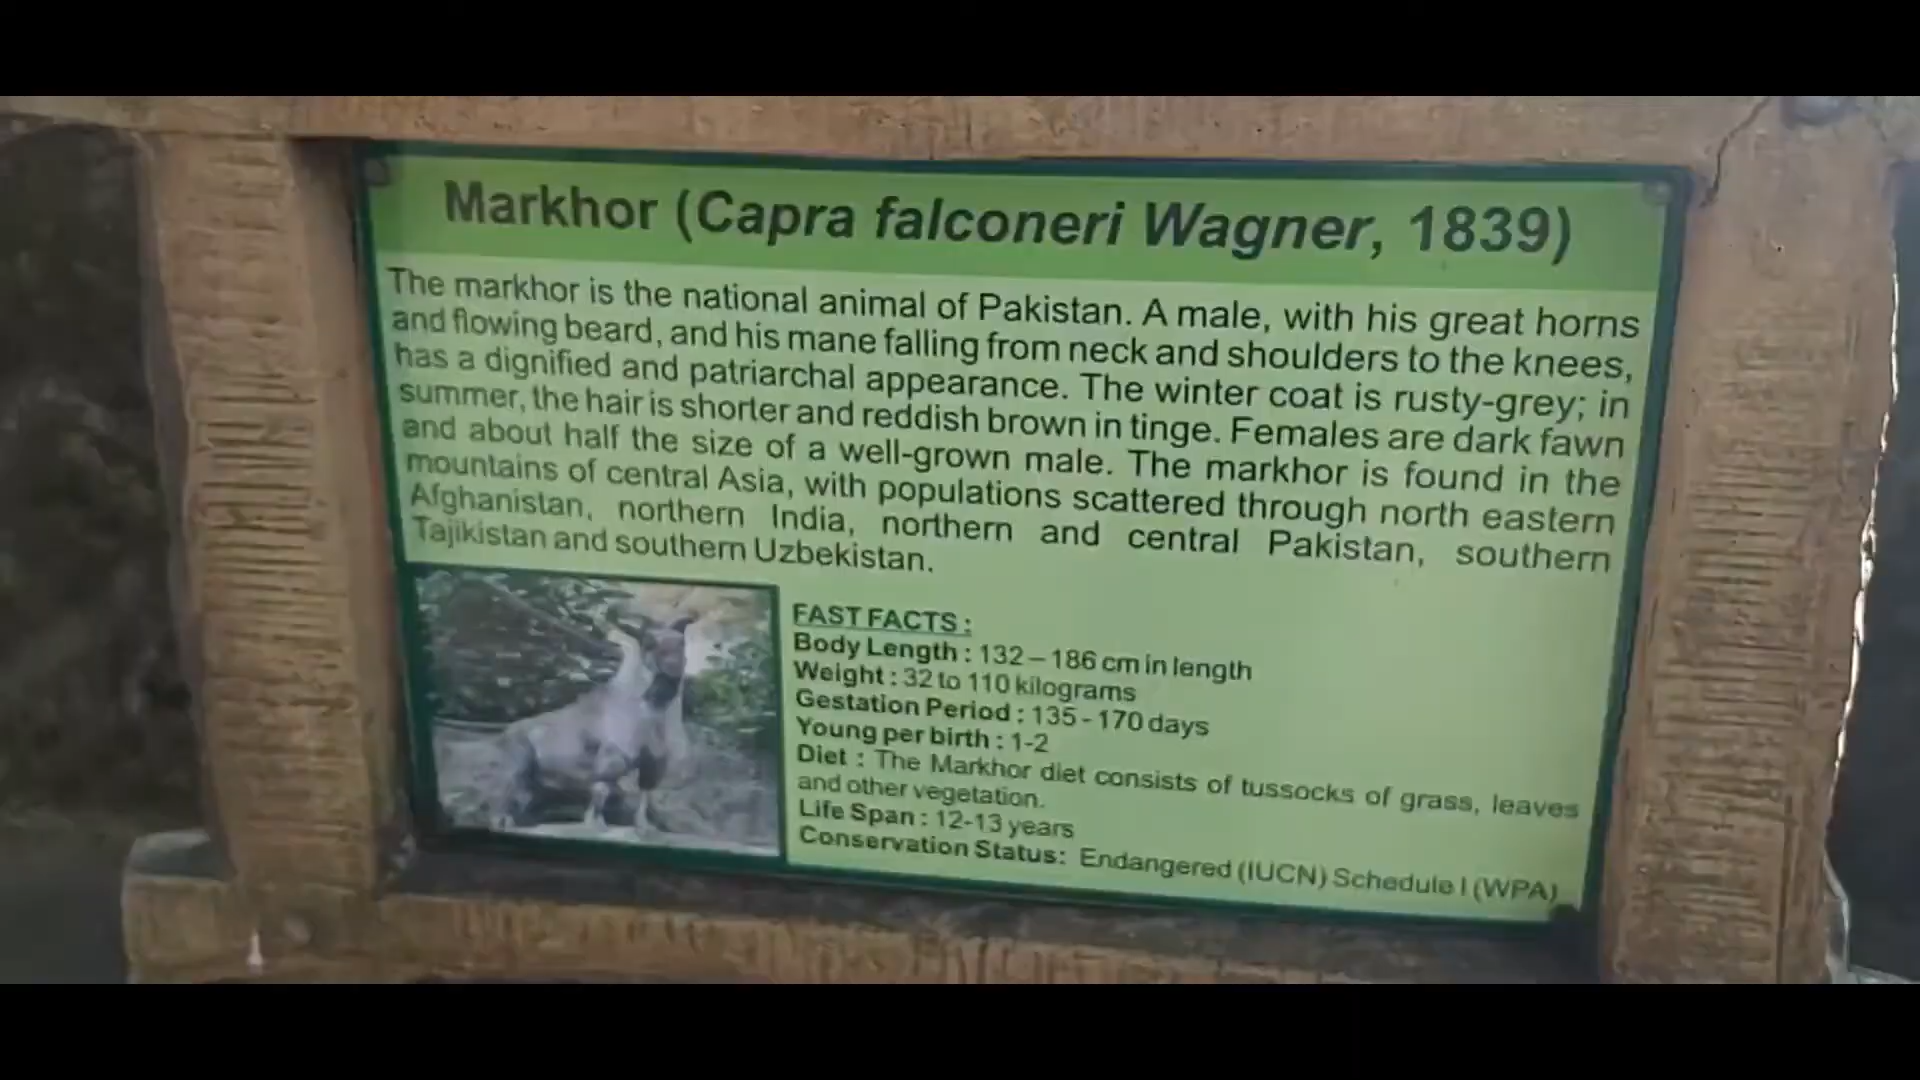 Markhor (Capra falconeri Wagner, 1839)
The markhor is the national animal of Pakistan. A male, with his great horns
and flowing beard, and his mane falling from neck and shoulders to the knees,
has a dignified and patriarchal appearance. The winter coat is rusty-grey; in
summer, the hair is shorter and reddish brown in tinge. Females are dark fawn
and about half the size of a well-grown male. The markhor is found in the
mountains of central Asia, with populations scattered through north eastern
Afghanistan, northern India, northern and central Pakistan, southern
Tajikistan and southern Uzbekistan.
FAST FACTS :
Body Length : 132 – 186 cm in length
Weight : 32 to 110 kilograms
Gestation Period : 135 - 170 days
Young per birth : 1-2
Diet : The Markhor diet consists of tussocks of grass, leaves
and other vegetation.
Life Span : 12-13 years
Conservation Status: Endangered (IUCN) Schedule I (WPA)